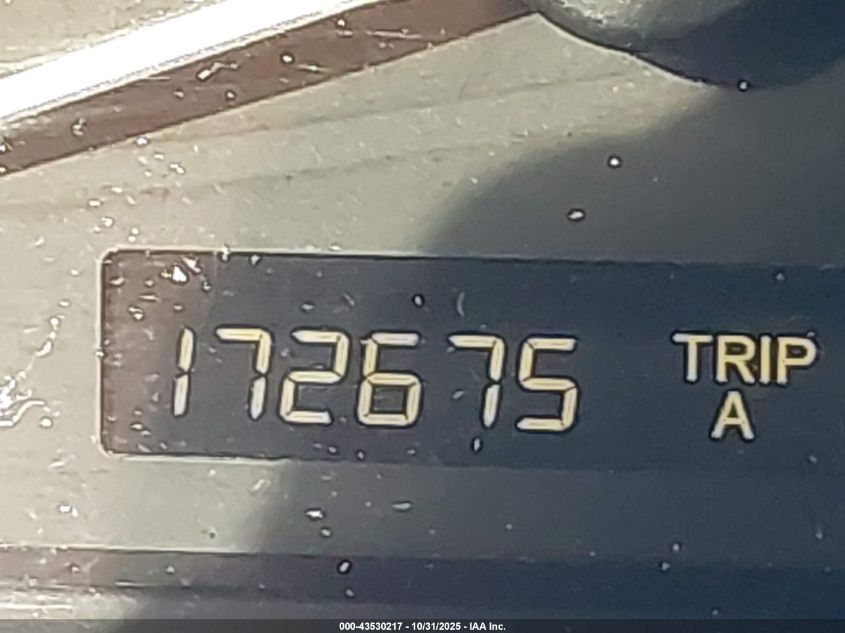 172675 TRIP
A
000-43530217 - 10/31/2025 - IAA Inc.